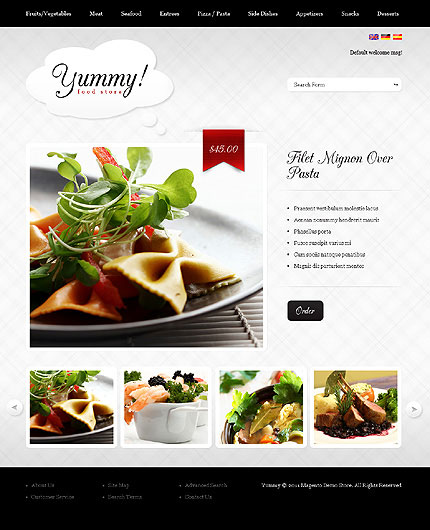 Fruits/Vegetables Meat Seafood Entrees Pizza / Pasta Side Dishes Appetizers Snacks Desserts
Default welcome msg!
Yummy!
food store
Search Form
$45.00
Filet Mignon Over
Pasta
Praesent vestibulum molestie lacus
Aenean nonummy hendrerit mauris
Phasellus porta
Fusce suscipit varius mi
Cum sociis natoque penatibus
Magnis dis parturient montes
Order
About Us Site Map Advanced Search Yummy © 2011 Magento Demo Store. All Rights Reserved.
Customer Service Search Terms Contact Us